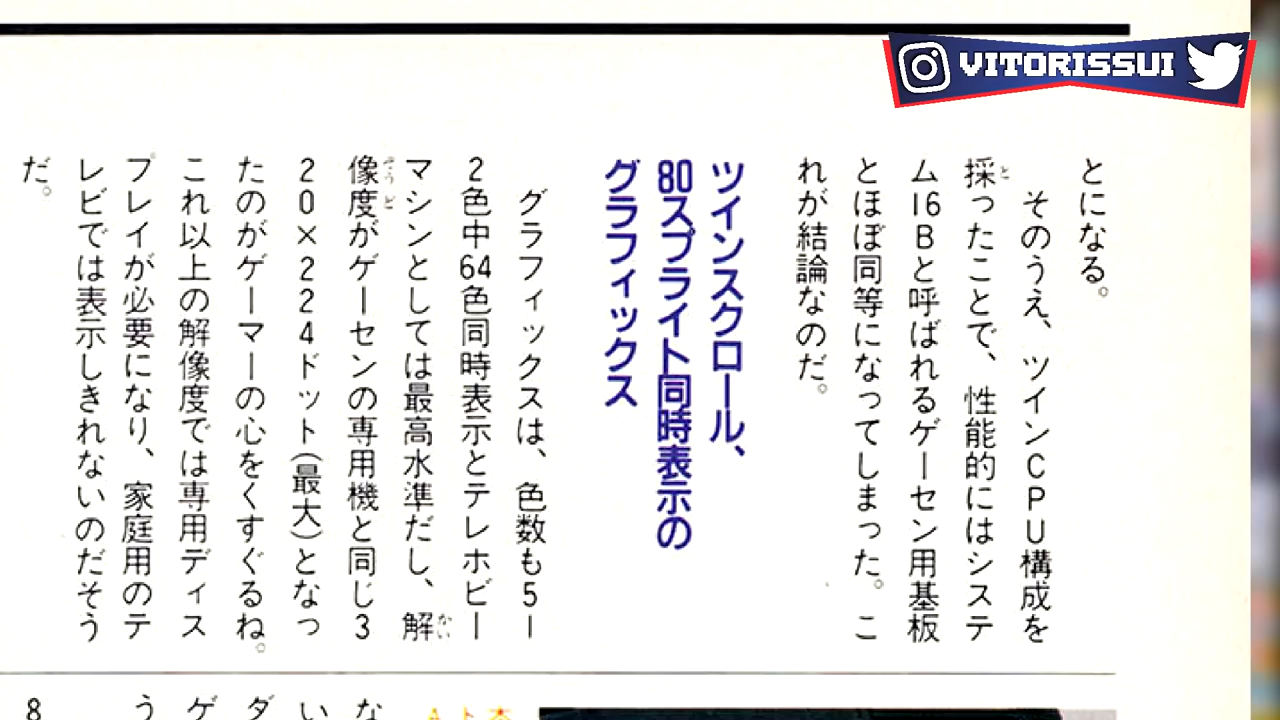 VITORISSUI
とになる。
そのうえ、ツインCPU構成を
採ったことで、性能的にはシステ
ム16Bと呼ばれるゲーセン用基板
とほぼ同等になってしまった。こ
れが結論なのだ。
ツインスクロール、
80スプライト同時表示の
グラフィックス
グラフィックスは、色数も51
2色中64色同時表示とテレホビー
マシンとしては最高水準だし、解
像度がゲーセンの専用機と同じ3
20×224ドット(最大)となっ
たのがゲーマーの心をくすぐるね。
これ以上の解像度では専用ディス
プレイが必要になり、家庭用のテ
レビでは表示しきれないのだそう
だ。